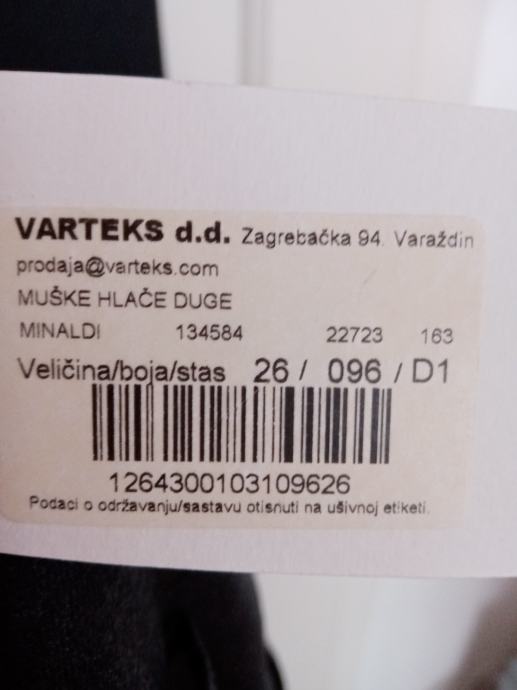 VARTEKS d.d. Zagrebačka 94. Varaždin
prodaja@varteks.com
MUŠKE HLAČE DUGE
MINALDI 134584 22723 163
Veličina/boja/stas 26 / 096 / D1
1264300103109626
Podaci o održavanju/sastavu otisnuti na ušivnoj etiketi.